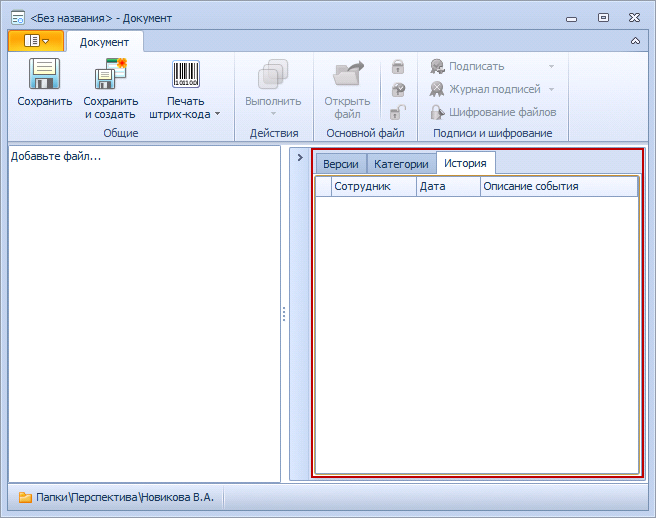 <Без названия> - Документ
Документ
Сохранить
Сохранить
и создать
101100
Печать
штрих-кода
Общие
Выполнить
Действия
Открыть
файл
Основной файл
Подписать
Журнал подписей
Шифрование файлов
Подписи и шифрование
Добавьте файл...
Версии Категории История
Сотрудник Дата Описание события
Папки\Перспектива\Новикова В.А.